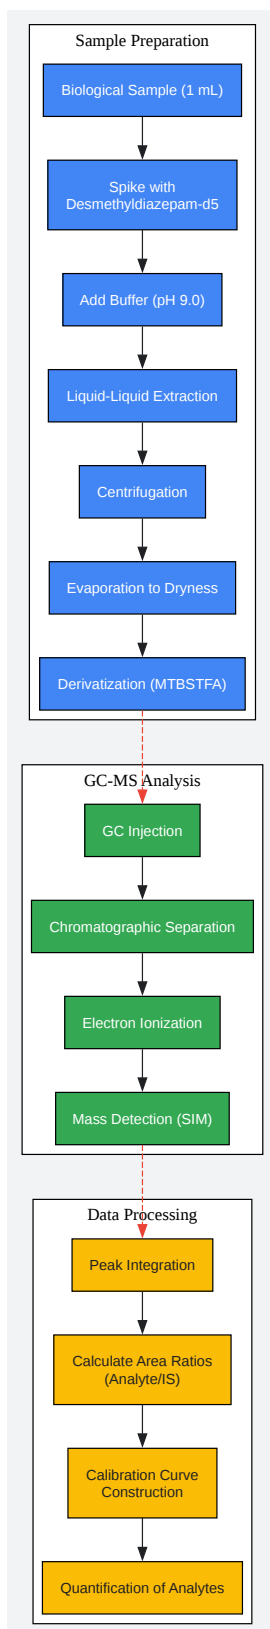 Sample Preparation
Biological Sample (1 mL)
Spike with
Desmethyldiazepam-d5
Add Buffer (pH 9.0)
Liquid-Liquid Extraction
Centrifugation
Evaporation to Dryness
Derivatization (MTBSTFA)
GC-MS Analysis
GC Injection
Chromatographic Separation
Electron Ionization
Mass Detection (SIM)
Data Processing
Peak Integration
Calculate Area Ratios
(Analyte/IS)
Calibration Curve
Construction
Quantification of Analytes